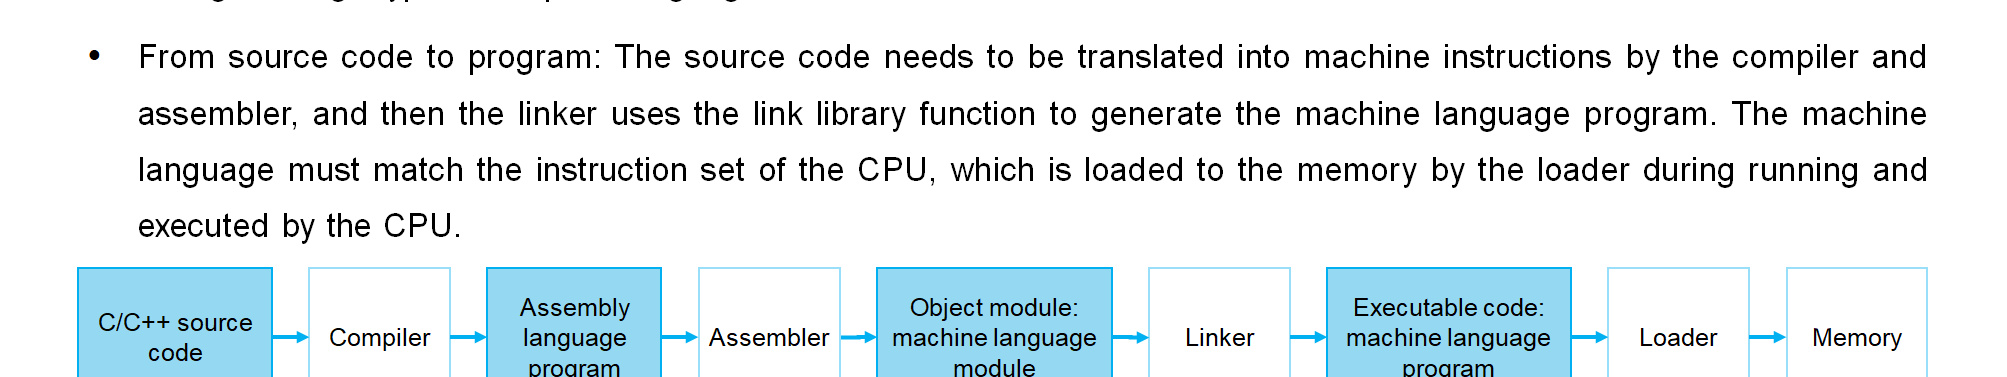 • From source code to program: The source code needs to be translated into machine instructions by the compiler and
assembler, and then the linker uses the link library function to generate the machine language program. The machine
language must match the instruction set of the CPU, which is loaded to the memory by the loader during running and
executed by the CPU.
C/C++ source
code
Compiler
Assembly
language
program
Assembler
Object module:
machine language
module
Linker
Executable code:
machine language
program
Loader
Memory